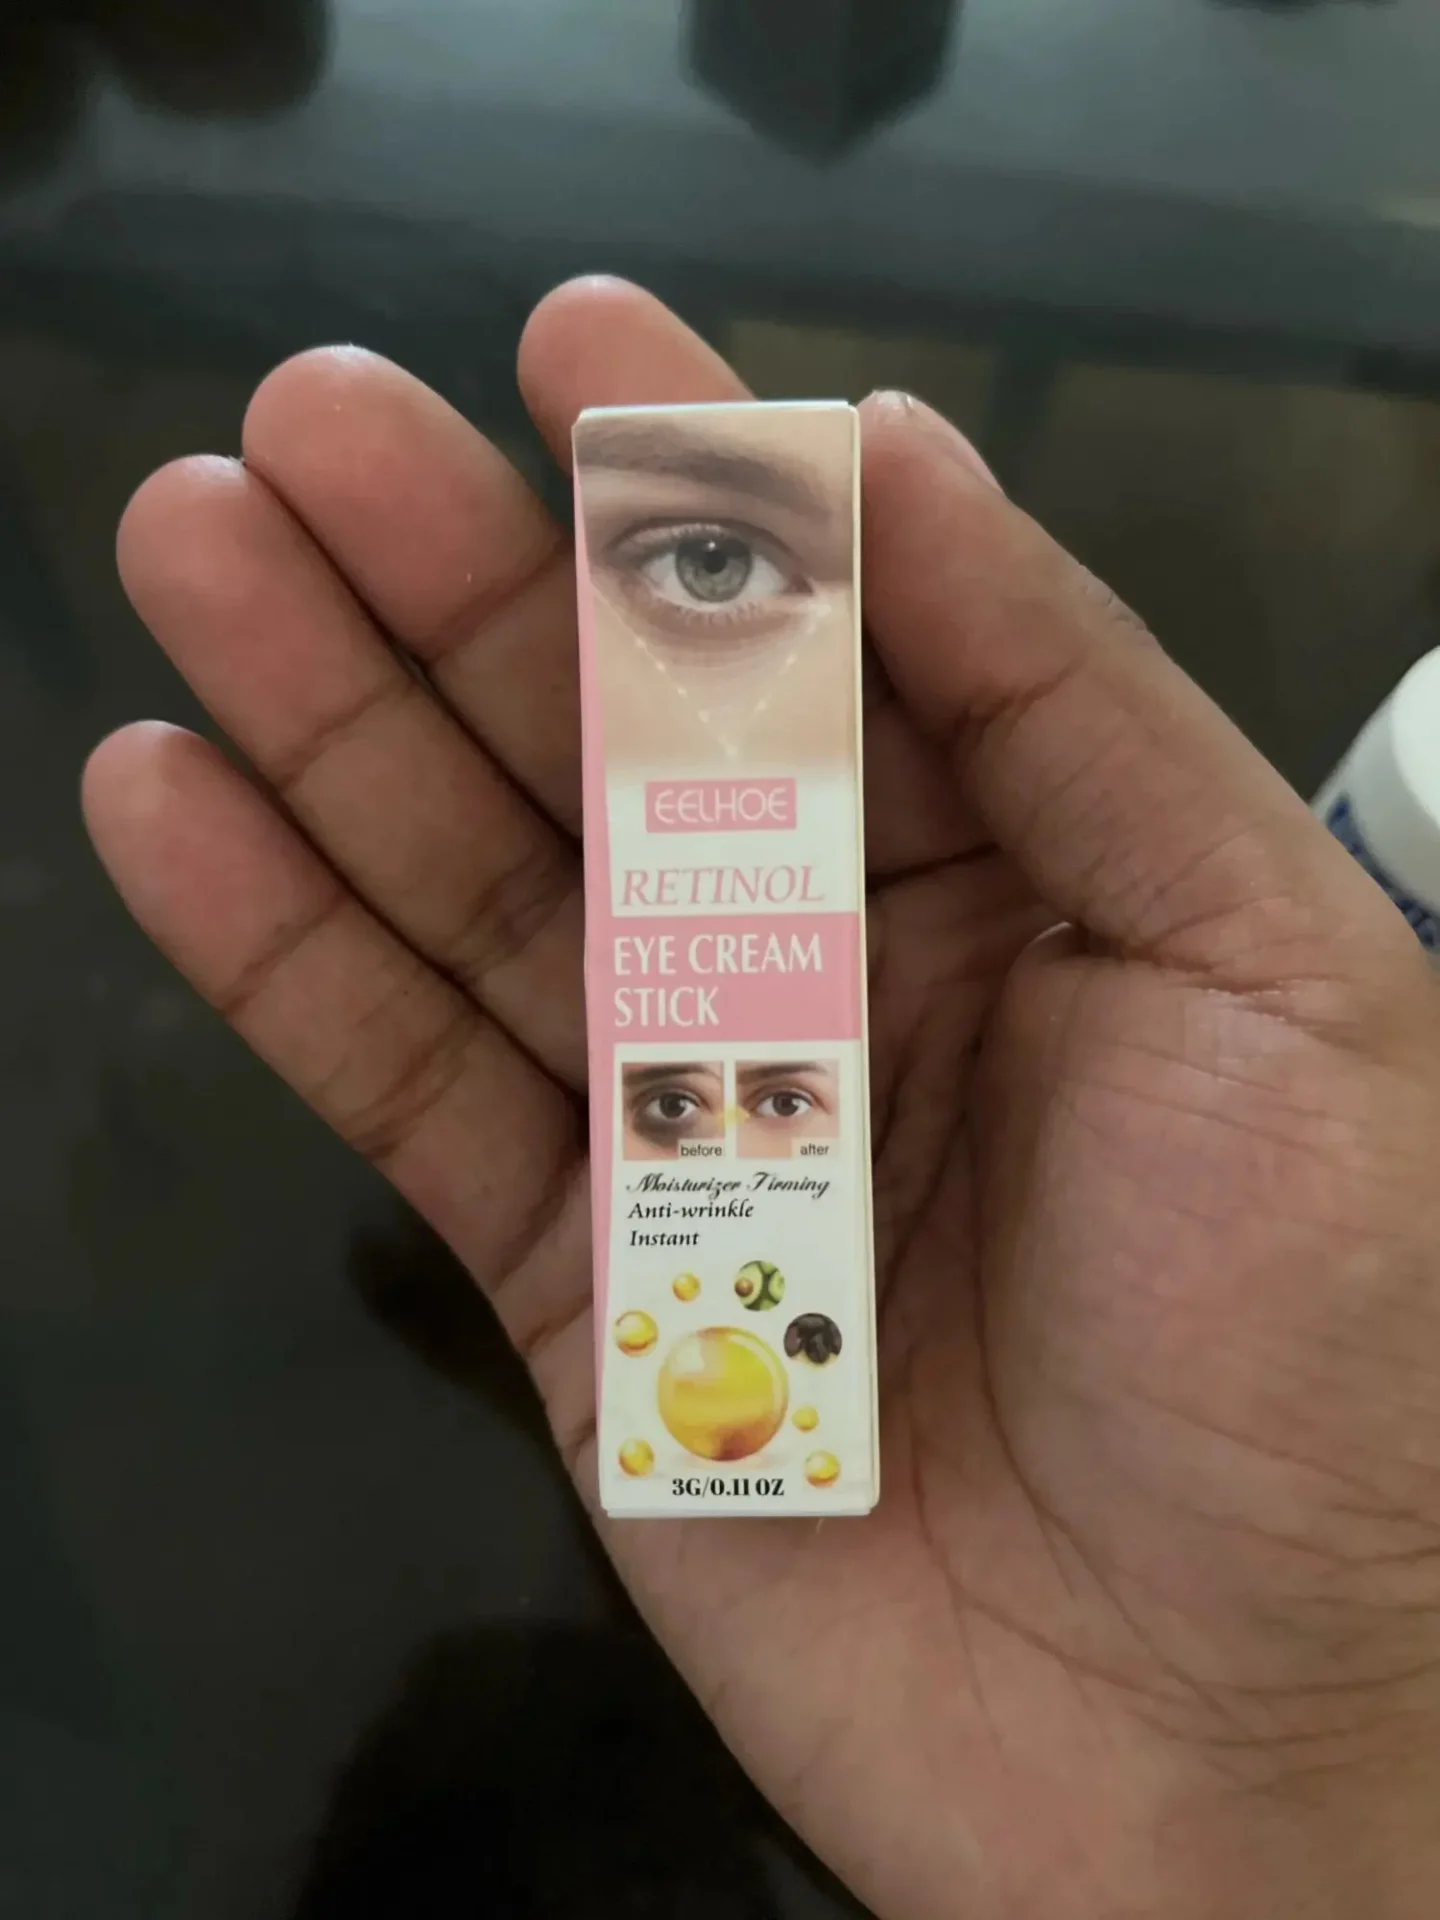 EELHOE
RETINOL
EYE CREAM
STICK
before
after
Moisturizer Firming
Anti-wrinkle
Instant
3G/0.11 OZ